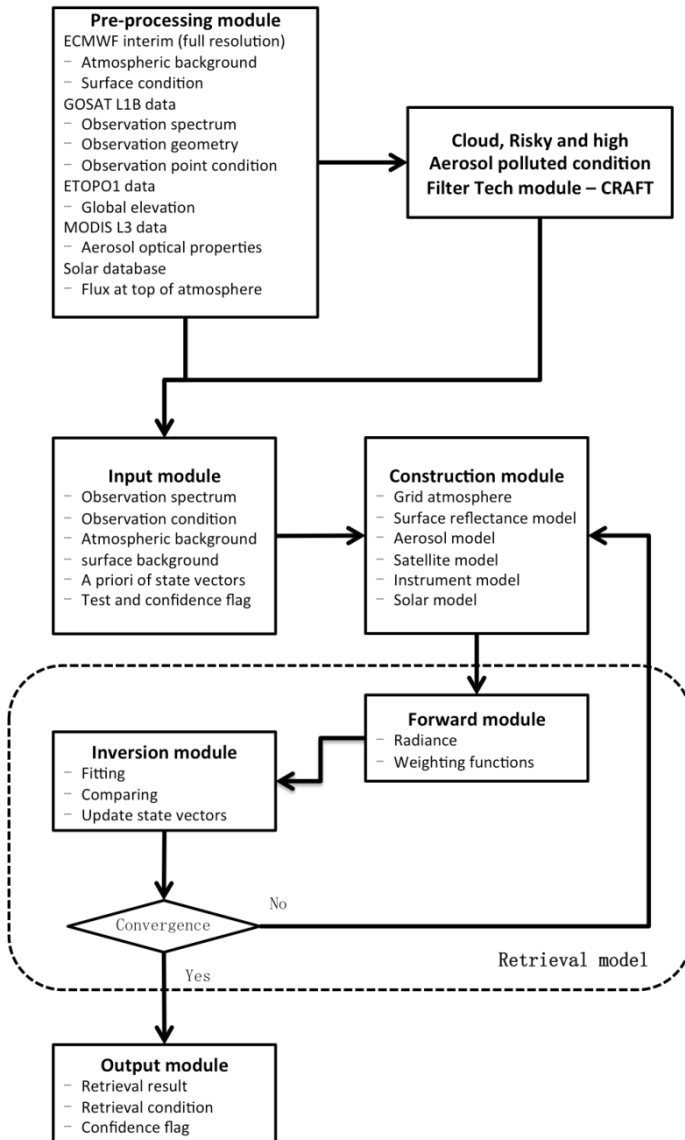 Pre-processing module
ECMWF interim (full resolution)
– Atmospheric background
– Surface condition
GOSAT L1B data
– Observation spectrum
– Observation geometry
– Observation point condition
ETOPO1 data
– Global elevation
MODIS L3 data
– Aerosol optical properties
Solar database
– Flux at top of atmosphere
Cloud, Risky and high
Aerosol polluted condition
Filter Tech module – CRAFT
Input module
– Observation spectrum
– Observation condition
– Atmospheric background
– surface background
– A priori of state vectors
– Test and confidence flag
Construction module
– Grid atmosphere
– Surface reflectance model
– Aerosol model
– Satellite model
– Instrument model
– Solar model
Forward module
– Radiance
– Weighting functions
Inversion module
– Fitting
– Comparing
– Update state vectors
Convergence
No
Yes
Retrieval model
Output module
– Retrieval result
– Retrieval condition
– Confidence flag